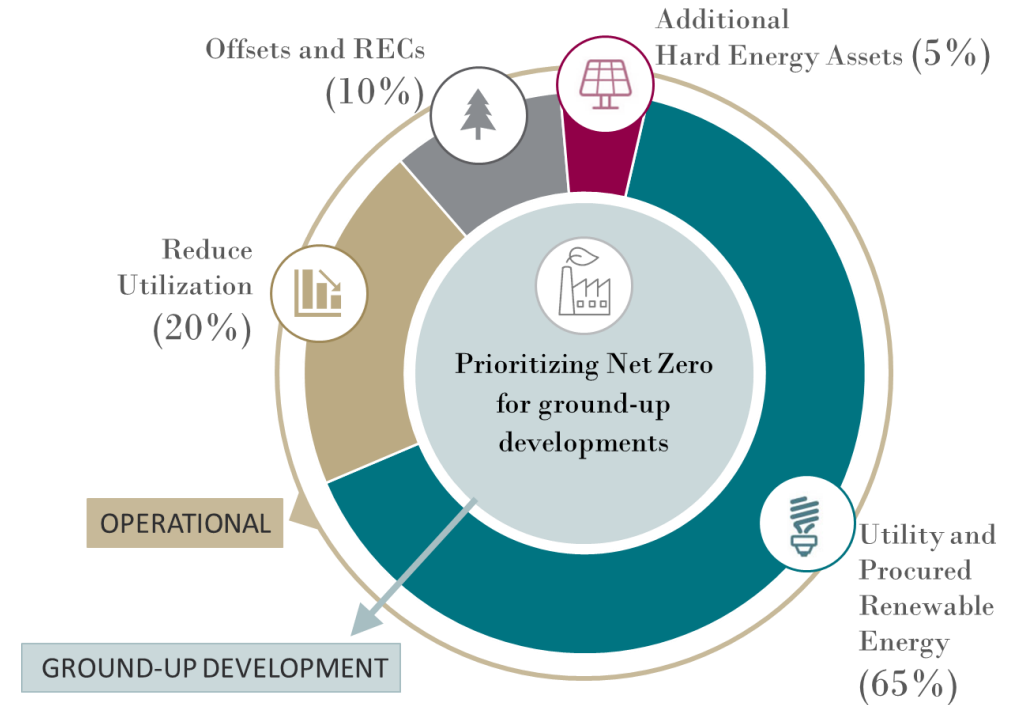 Additional
Hard Energy Assets (5%)
Offsets and RECs
(10%)
Reduce
Utilization
(20%)
Prioritizing Net Zero
for ground-up
developments
OPERATIONAL
Utility and
Procured
Renewable
Energy
(65%)
GROUND-UP DEVELOPMENT